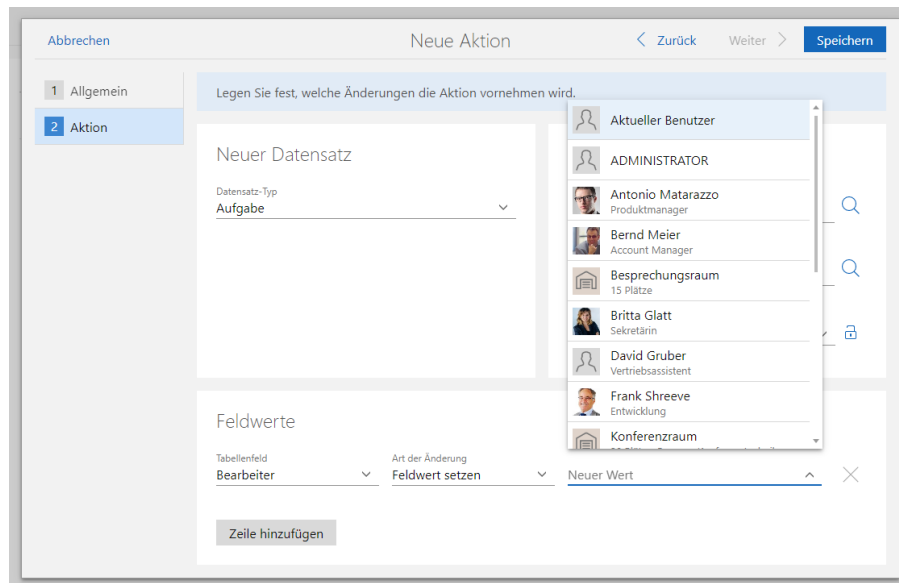 Abbrechen
Neue Aktion
Zurück
Weiter
Speichern
1 Allgemein
2 Aktion
Legen Sie fest, welche Änderungen die Aktion vornehmen wird.
Neuer Datensatz
Datensatz-Typ
Aufgabe
Aktueller Benutzer
ADMINISTRATOR
Antonio Matarazzo
Produktmanager
Bernd Meier
Account Manager
Besprechungsraum
15 Plätze
Britta Glatt
Sekretärin
David Gruber
Vertriebsassistent
Frank Shreeve
Entwicklung
Konferenzraum
Feldwerte
Tabellenfeld
Bearbeiter
Art der Änderung
Feldwert setzen
Neuer Wert
Zeile hinzufügen